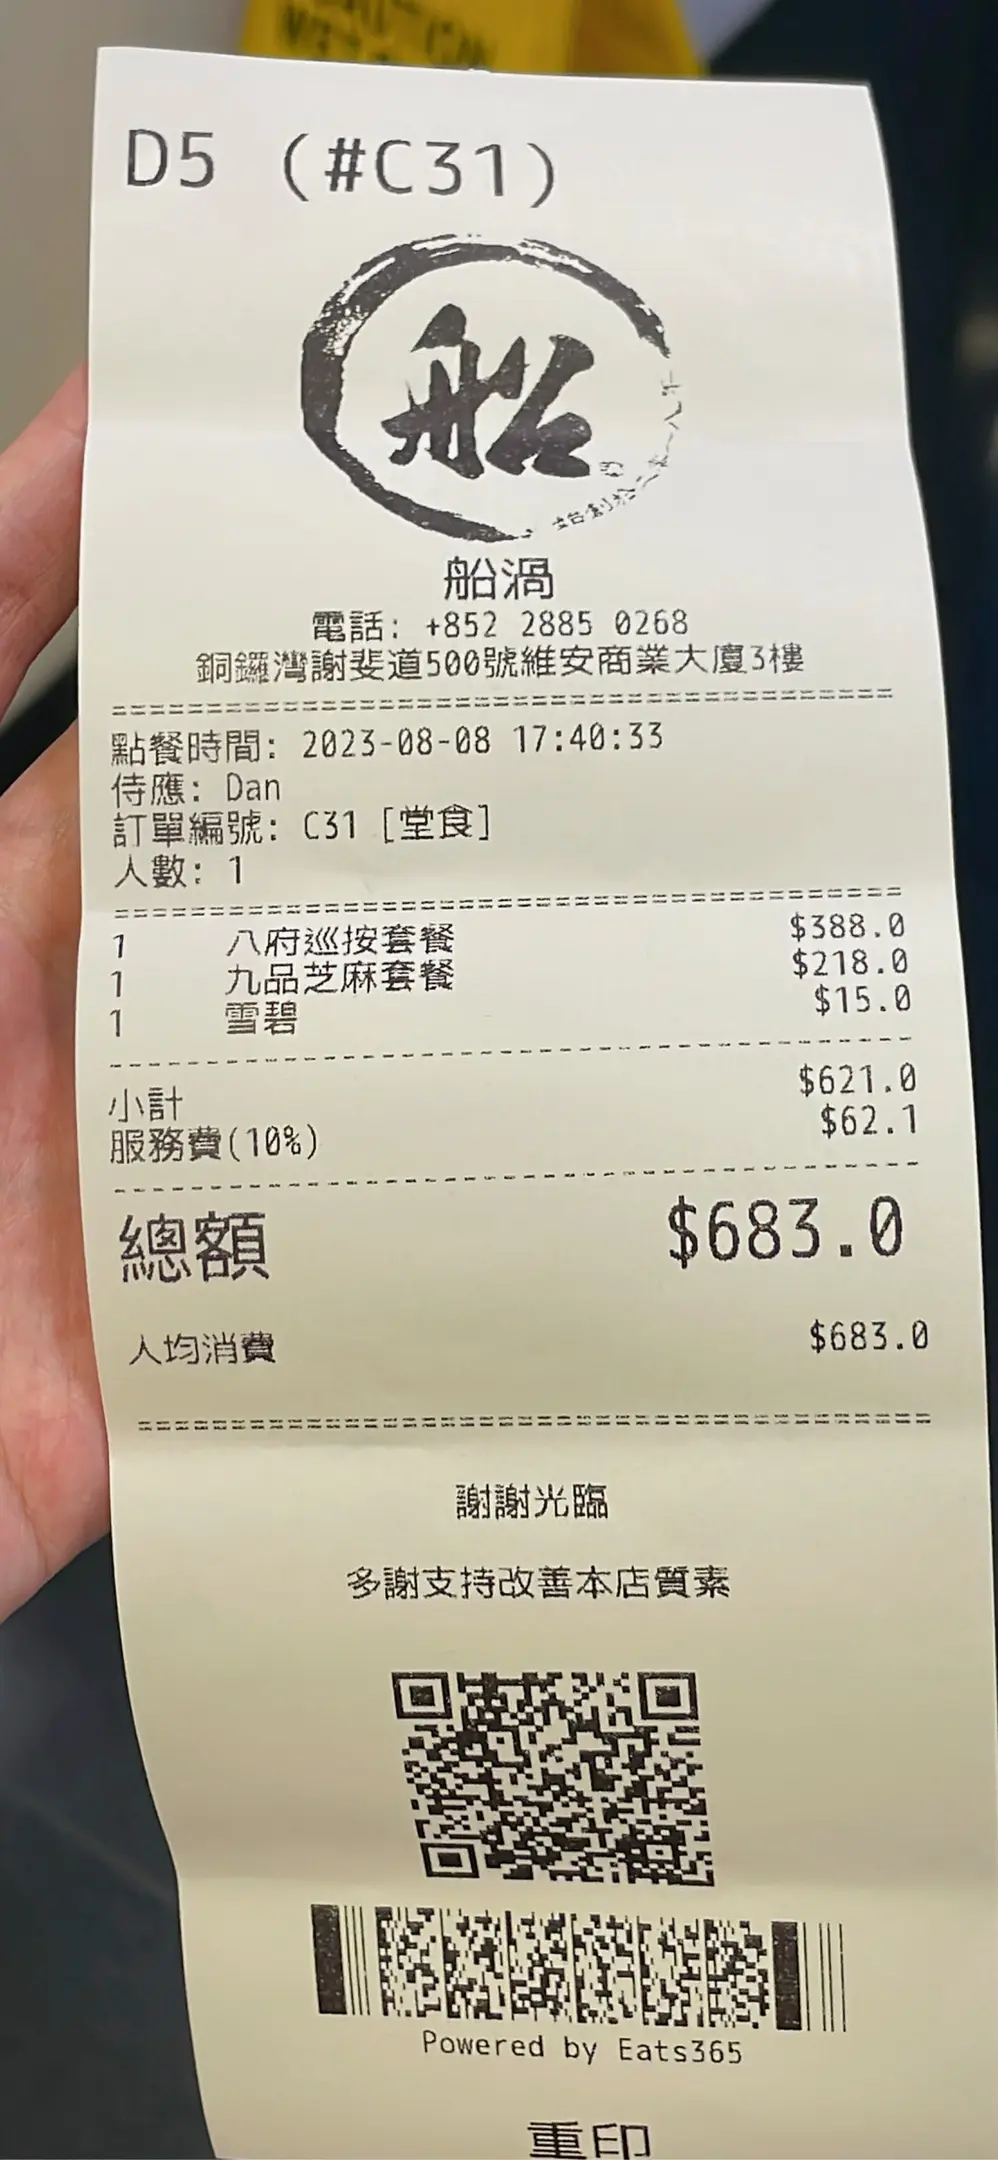 D5 (#C31)
船
船渦
電話: +852 2885 0268
銅鑼灣謝斐道500號維安商業大廈3樓
點餐時間: 2023-08-08 17:40:33
侍應: Dan
訂單編號: C31 [堂食]
人數: 1
1 八府巡按套餐 $388.0
1 九品芝麻套餐 $218.0
1 雪碧 $15.0
小計 $621.0
服務費(10%) $62.1
總額 $683.0
人均消費 $683.0
謝謝光臨
多謝支持改善本店質素
Powered by Eats365
重印